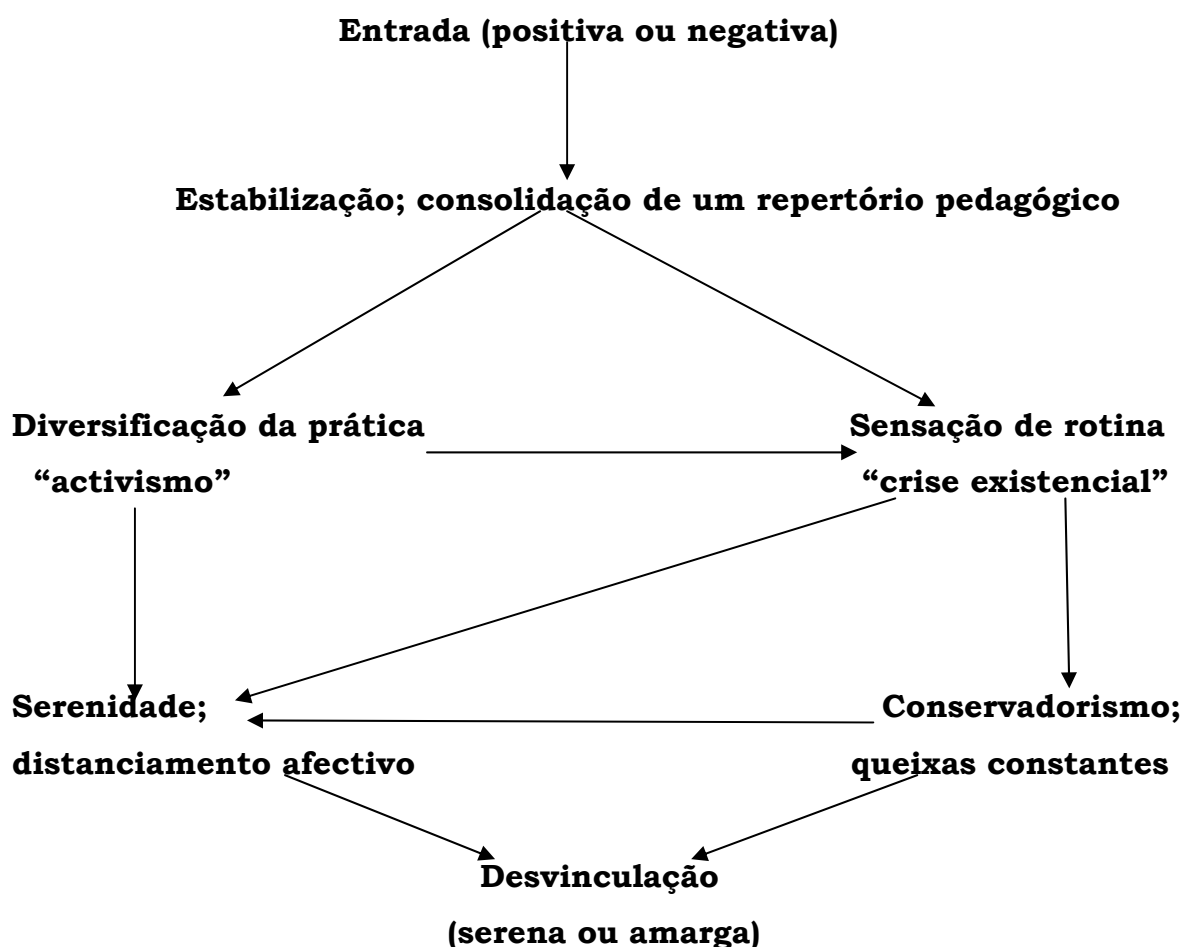 Entrada (positiva ou negativa)
Estabilização; consolidação de um repertório pedagógico
Diversificação da prática
“activismo”
Sensação de rotina
“crise existencial”
Serenidade;
distanciamento afectivo
Conservadorismo;
queixas constantes
Desvinculação
(serena ou amarga)